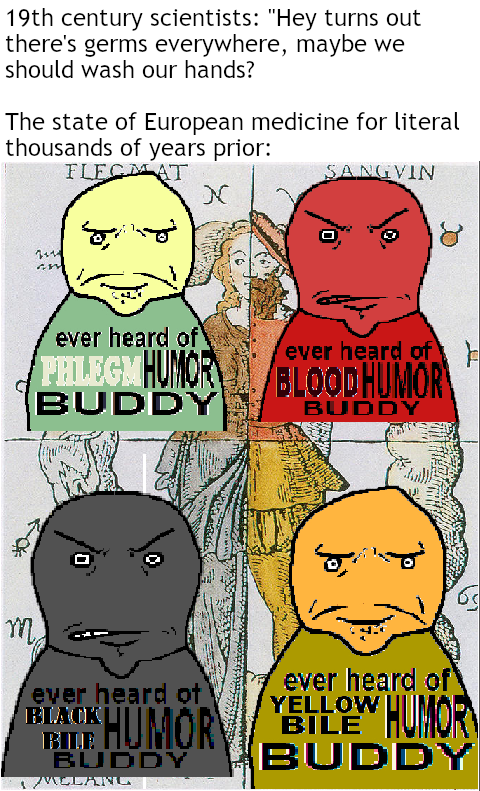 19th century scientists: "Hey turns out
there's germs everywhere, maybe we
should wash our hands?
The state of European medicine for literal
thousands of years prior:
FLEGMAT
SANGVIN
ever heard of
PHLEGM HUMOR
BUDDY
ever heard of
BLOOD HUMOR
BUDDY
ever heard of
BLACK
BILE HUMOR
BUDDY
ever heard of
YELLOW
BILE HUMOR
BUDDY
MELANC